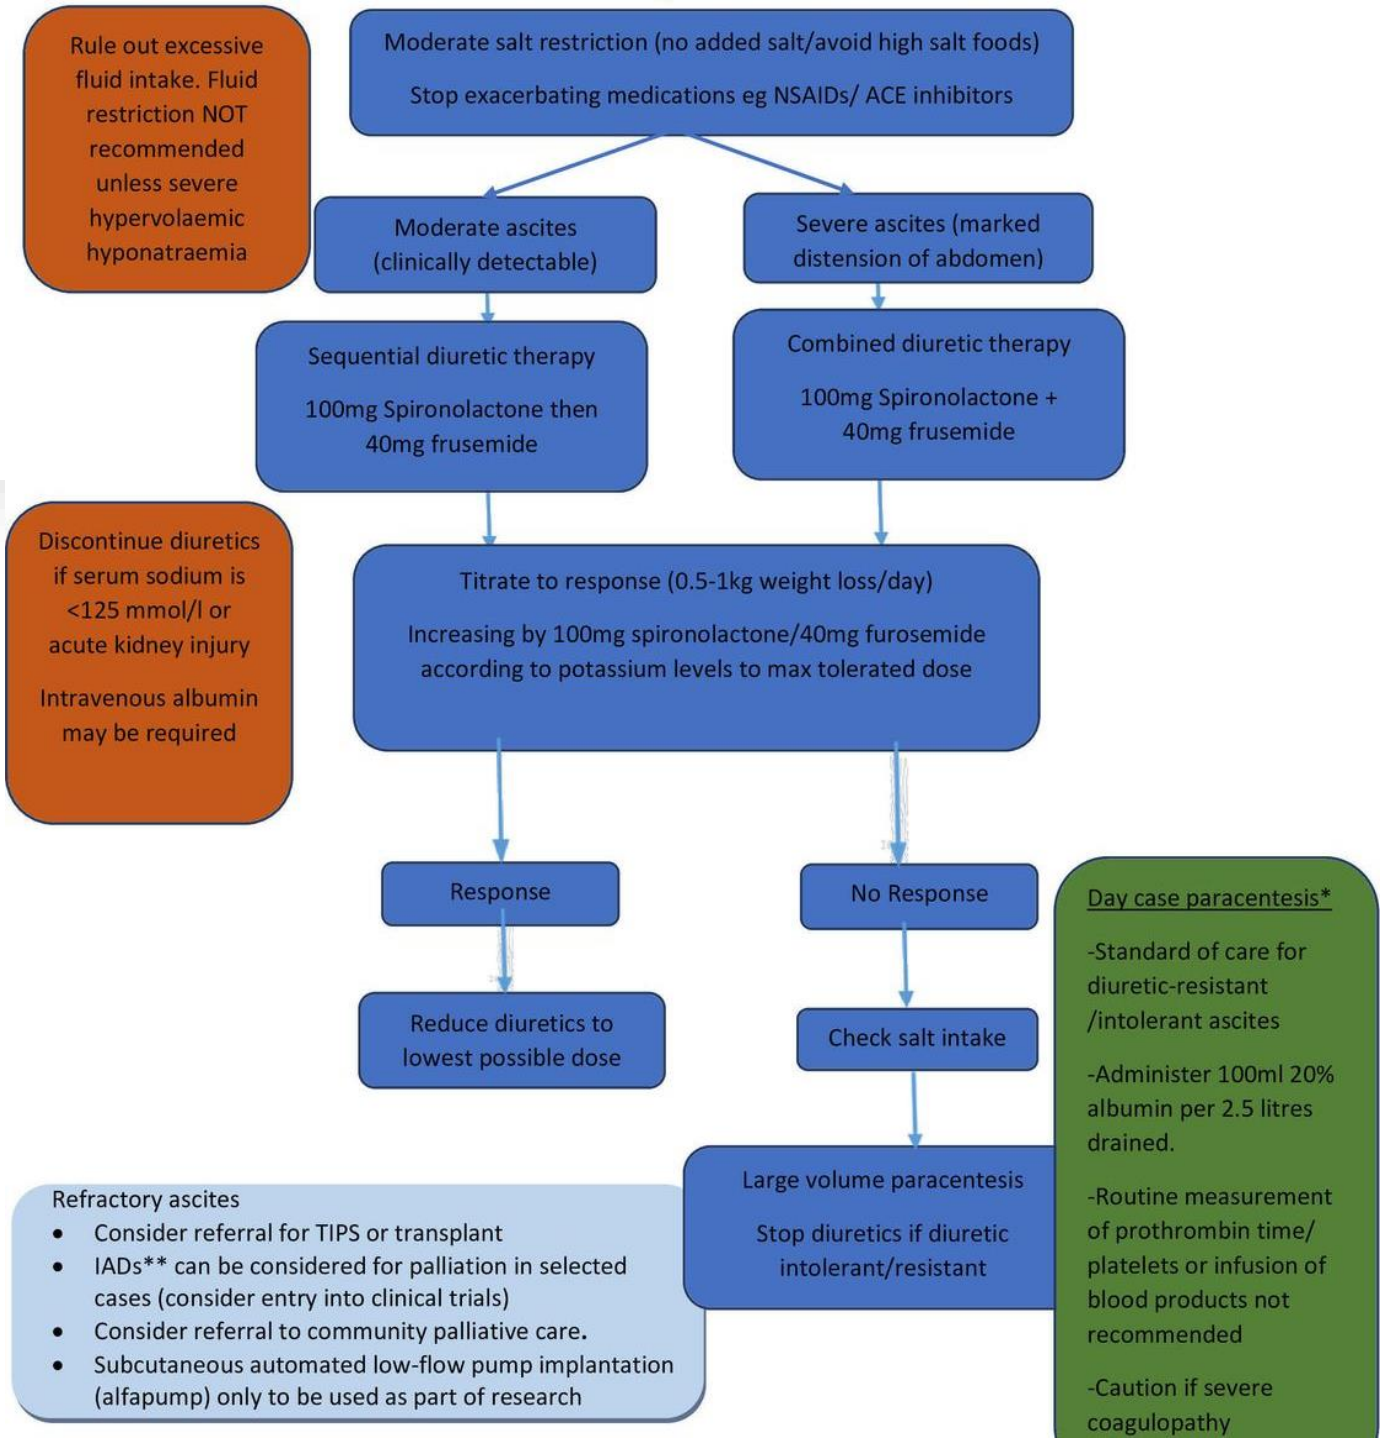 Rule out excessive
fluid intake. Fluid
restriction NOT
recommended
unless severe
hypervolaemic
hyponatraemia
Moderate salt restriction (no added salt/avoid high salt foods)
Stop exacerbating medications eg NSAIDs/ ACE inhibitors
Moderate ascites
(clinically detectable)
Severe ascites (marked
distension of abdomen)
Sequential diuretic therapy
100mg Spironolactone then
40mg frusemide
Combined diuretic therapy
100mg Spironolactone +
40mg frusemide
Discontinue diuretics
if serum sodium is
<125 mmol/l or
acute kidney injury
Intravenous albumin
may be required
Titrate to response (0.5-1kg weight loss/day)
Increasing by 100mg spironolactone/40mg furosemide
according to potassium levels to max tolerated dose
Response
No Response
Reduce diuretics to
lowest possible dose
Check salt intake
Large volume paracentesis
Stop diuretics if diuretic
intolerant/resistant
Day case paracentesis*
-Standard of care for
diuretic-resistant
/intolerant ascites
-Administer 100ml 20%
albumin per 2.5 litres
drained.
-Routine measurement
of prothrombin time/
platelets or infusion of
blood products not
recommended
-Caution if severe
coagulopathy
Refractory ascites
• Consider referral for TIPS or transplant
• IADs** can be considered for palliation in selected
cases (consider entry into clinical trials)
• Consider referral to community palliative care.
• Subcutaneous automated low-flow pump implantation
(alfapump) only to be used as part of research